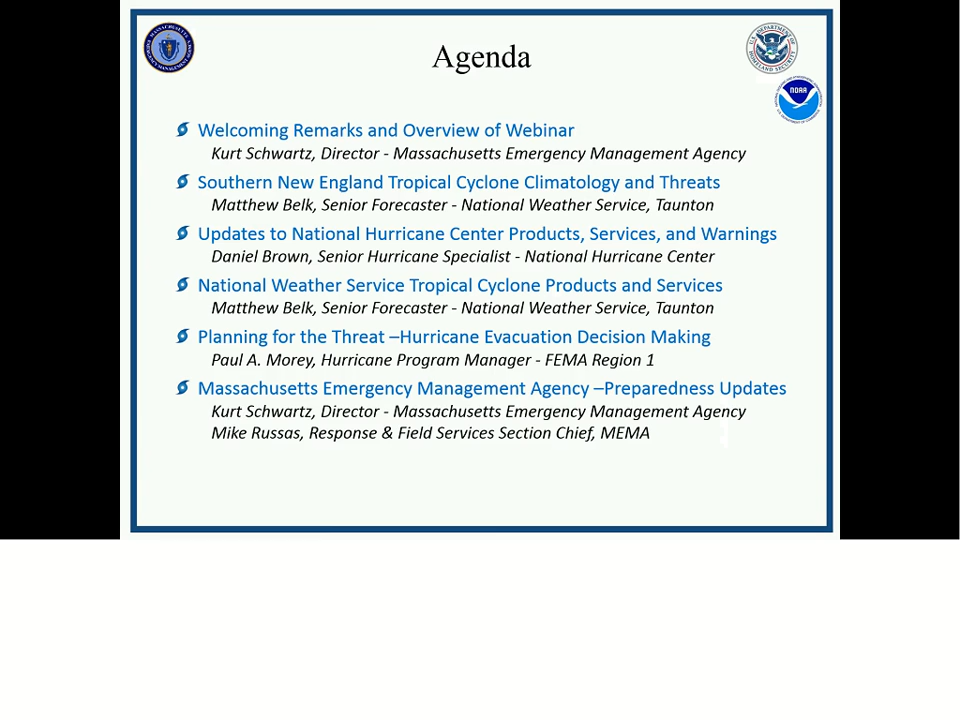 Agenda
NOAA
Welcoming Remarks and Overview of Webinar
Kurt Schwartz, Director - Massachusetts Emergency Management Agency
Southern New England Tropical Cyclone Climatology and Threats
Matthew Belk, Senior Forecaster - National Weather Service, Taunton
Updates to National Hurricane Center Products, Services, and Warnings
Daniel Brown, Senior Hurricane Specialist - National Hurricane Center
National Weather Service Tropical Cyclone Products and Services
Matthew Belk, Senior Forecaster - National Weather Service, Taunton
Planning for the Threat –Hurricane Evacuation Decision Making
Paul A. Morey, Hurricane Program Manager - FEMA Region 1
Massachusetts Emergency Management Agency –Preparedness Updates
Kurt Schwartz, Director - Massachusetts Emergency Management Agency
Mike Russas, Response & Field Services Section Chief, MEMA